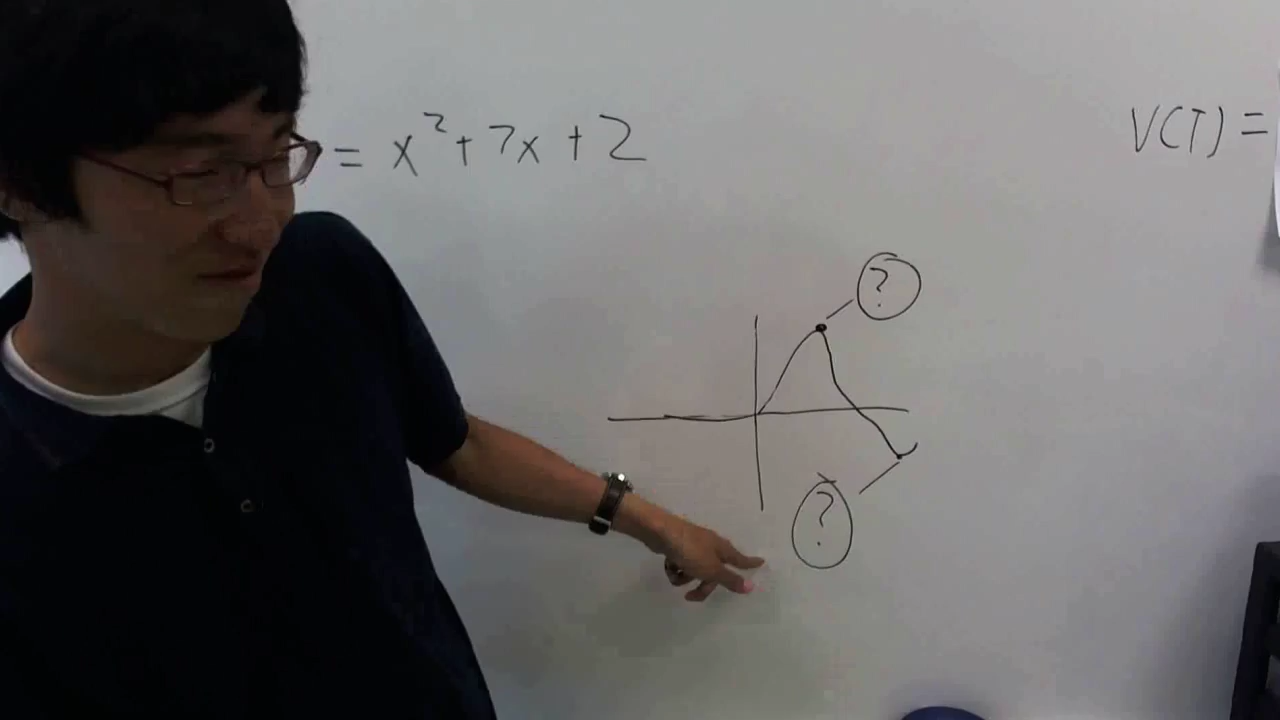 = x² + 7x + 2
V(T) =
?
?